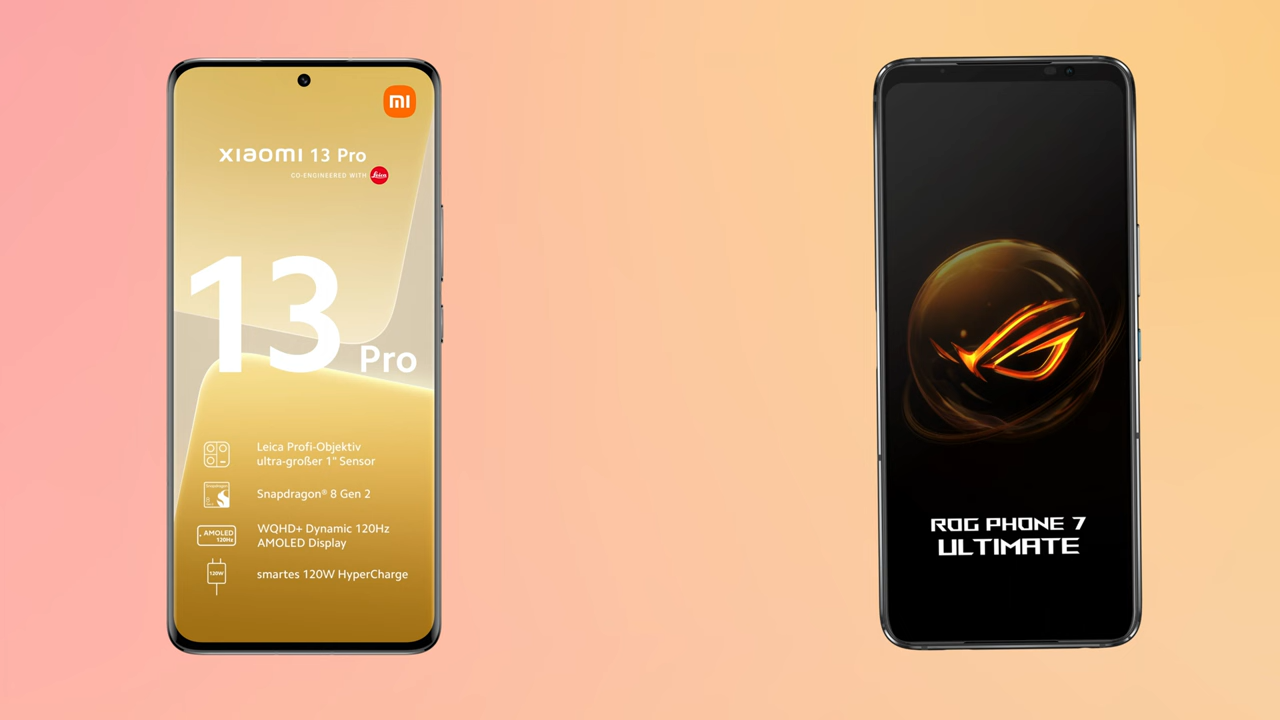 mi
xiaomi 13 Pro
CO-ENGINEERED WITH Leica
13 Pro
Leica Profi-Objektiv
ultra-großer 1" Sensor
Snapdragon® 8 Gen 2
AMOLED
120Hz
WQHD+ Dynamic 120Hz
AMOLED Display
120W
smartes 120W HyperCharge
ROG PHONE 7
ULTIMATE